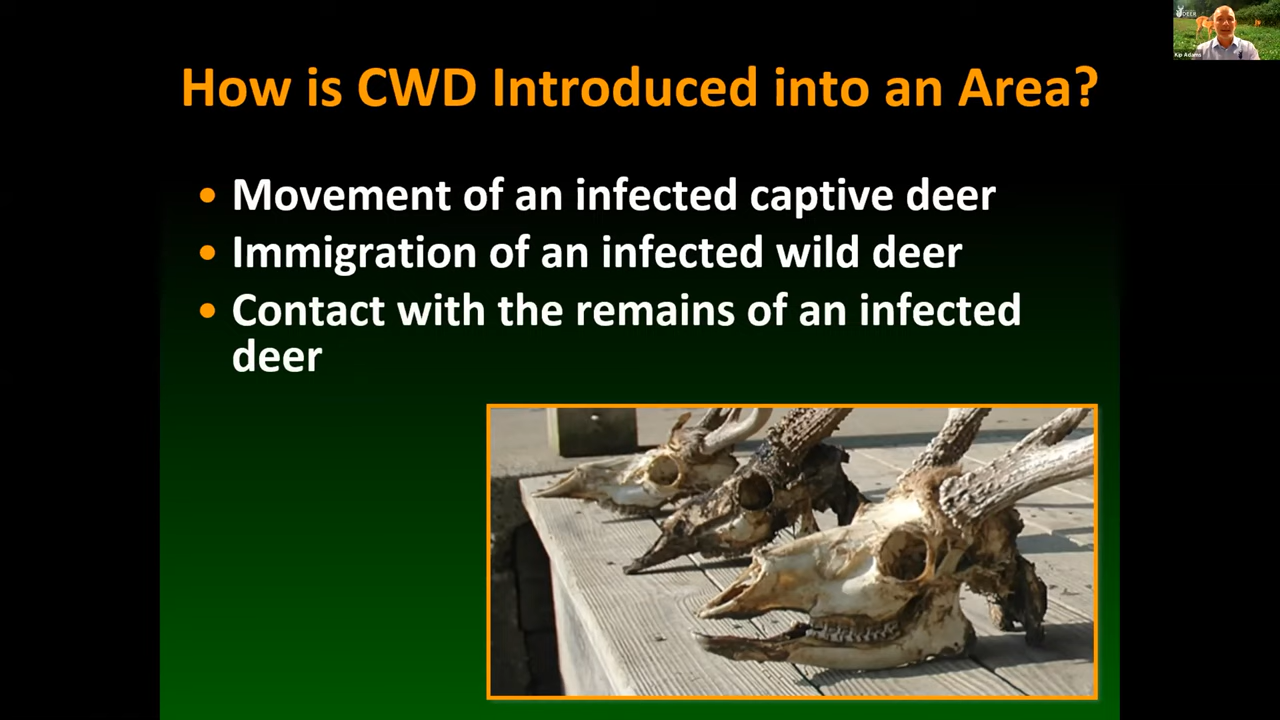 DEER
Kip Adams
How is CWD Introduced into an Area?
• Movement of an infected captive deer
• Immigration of an infected wild deer
• Contact with the remains of an infected
deer